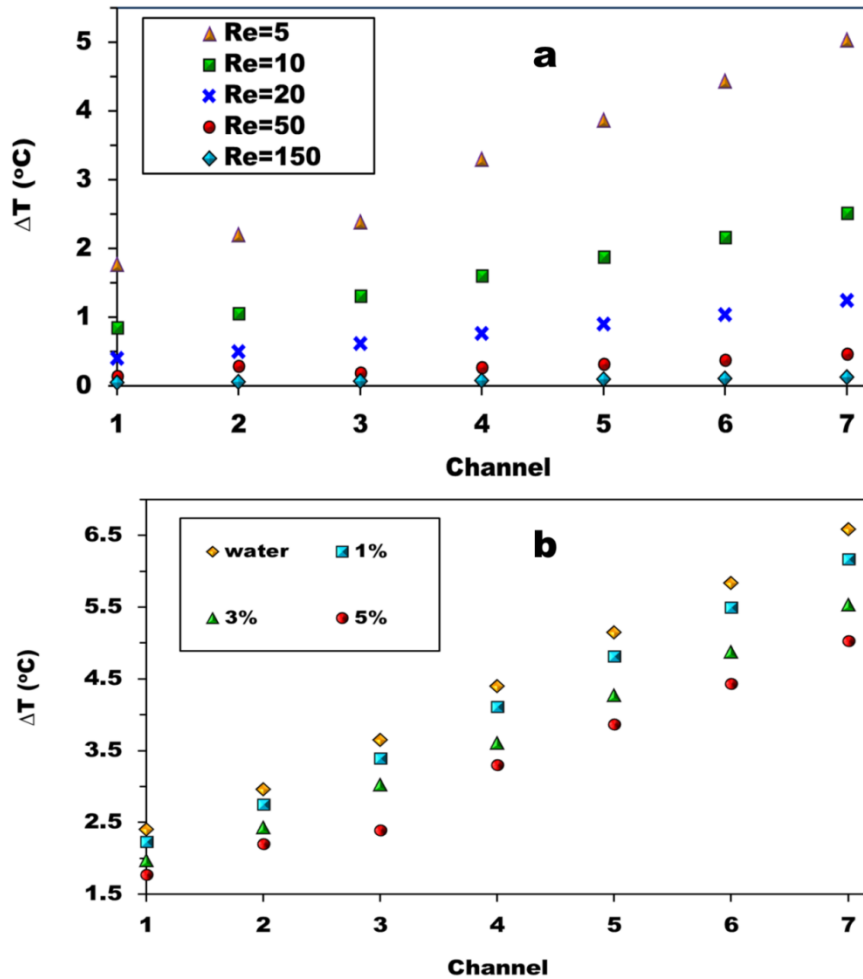 5
Re=5
Re=10
Re=20
Re=50
Re=150
a
4
3
2
1
0
ΔT (oC)
1 2 3 4 5 6 7
Channel
6.5
water 1%
3% 5%
b
5.5
4.5
3.5
2.5
1.5
ΔT (oC)
1 2 3 4 5 6 7
Channel